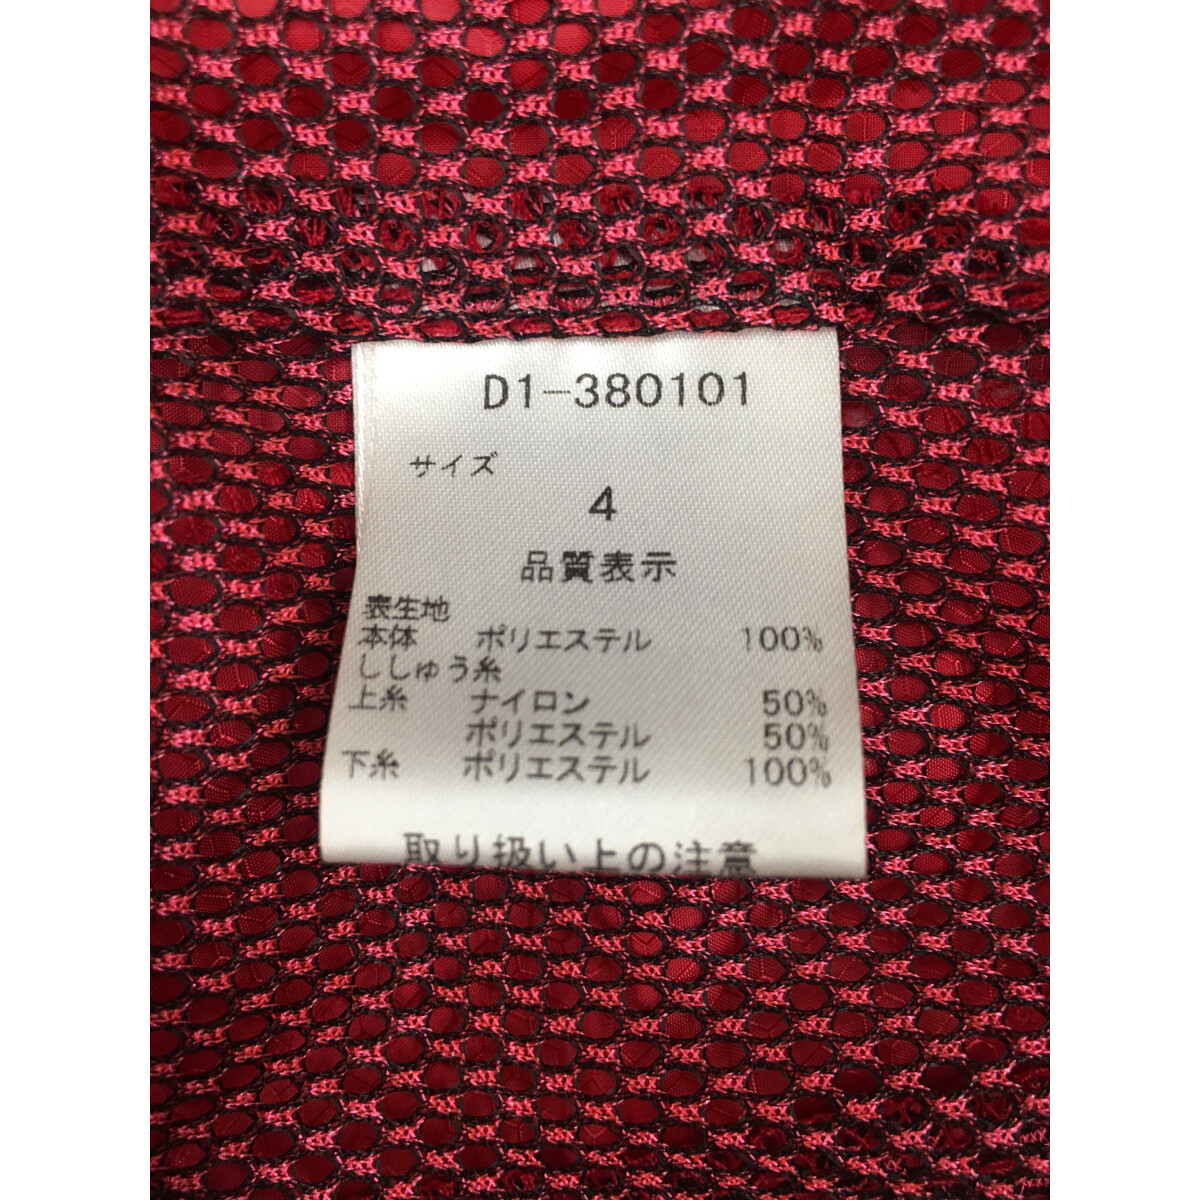 D1-380101
サイズ
4
品質表示
表生地
本体 ポリエステル 100%
ししゅう糸
上糸 ナイロン 50%
ポリエステル 50%
下糸 ポリエステル 100%
取り扱い上の注意